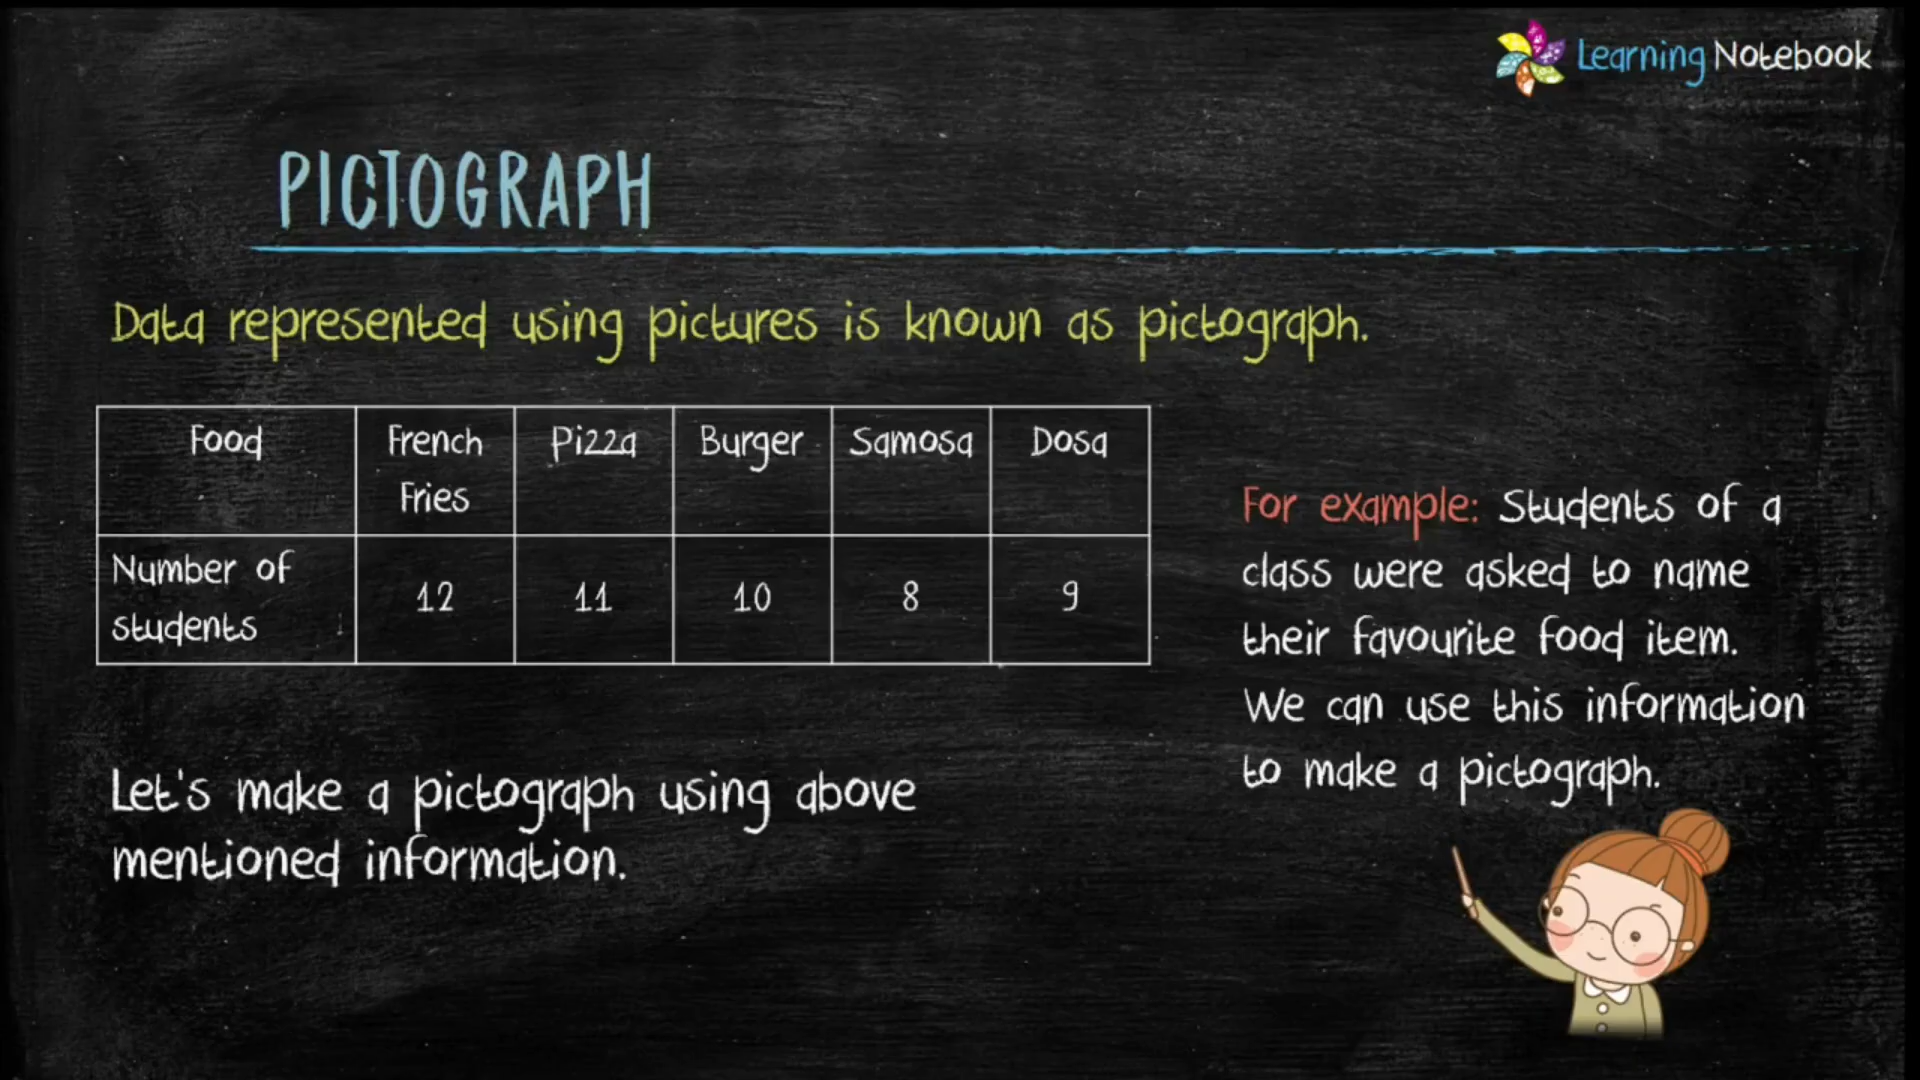 Learning Notebook
PICTOGRAPH
Data represented using pictures is known as pictograph.
Food French Pizza Burger Samosa Dosa
Fries
Number of
students 12 11 10 8 9
For example: Students of a
class were asked to name
their favourite food item.
We can use this information
to make a pictograph.
Let's make a pictograph using above
mentioned information.